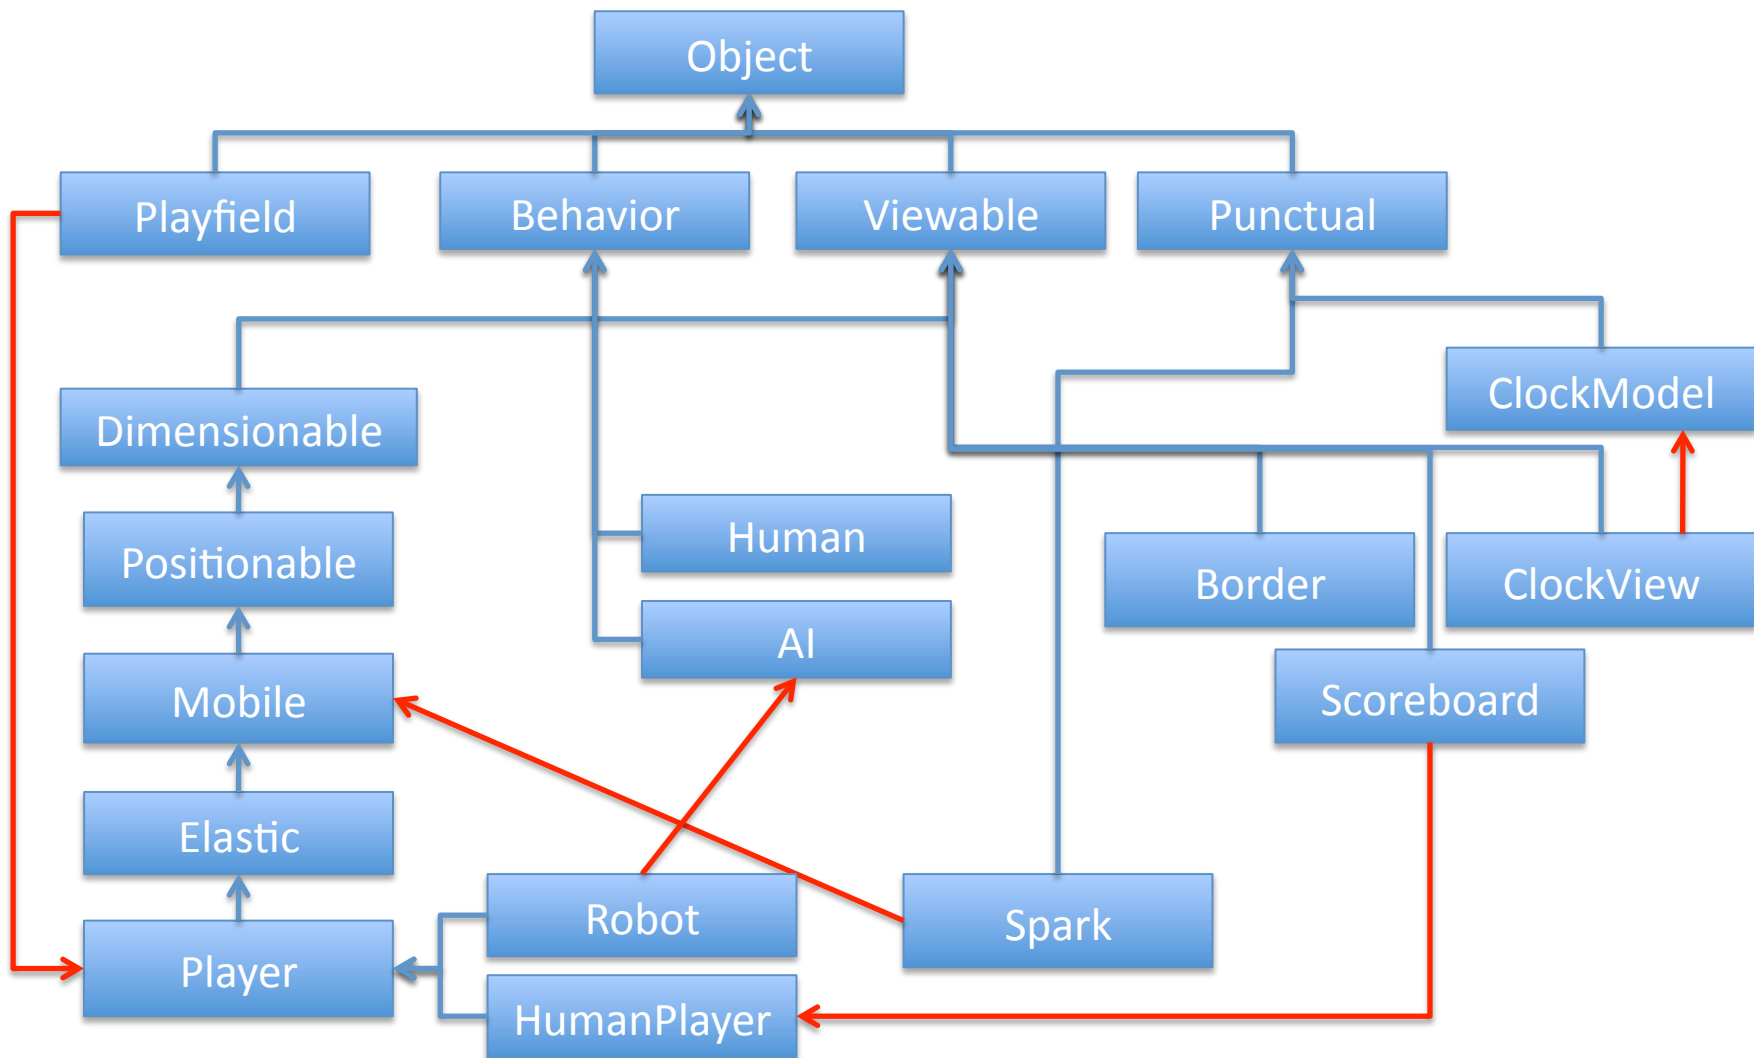 Object
Playfield
Behavior
Viewable
Punctual
ClockModel
Dimensionable
Human
Positionable
Border
ClockView
AI
Mobile
Scoreboard
Elastic
Robot
Spark
Player
HumanPlayer